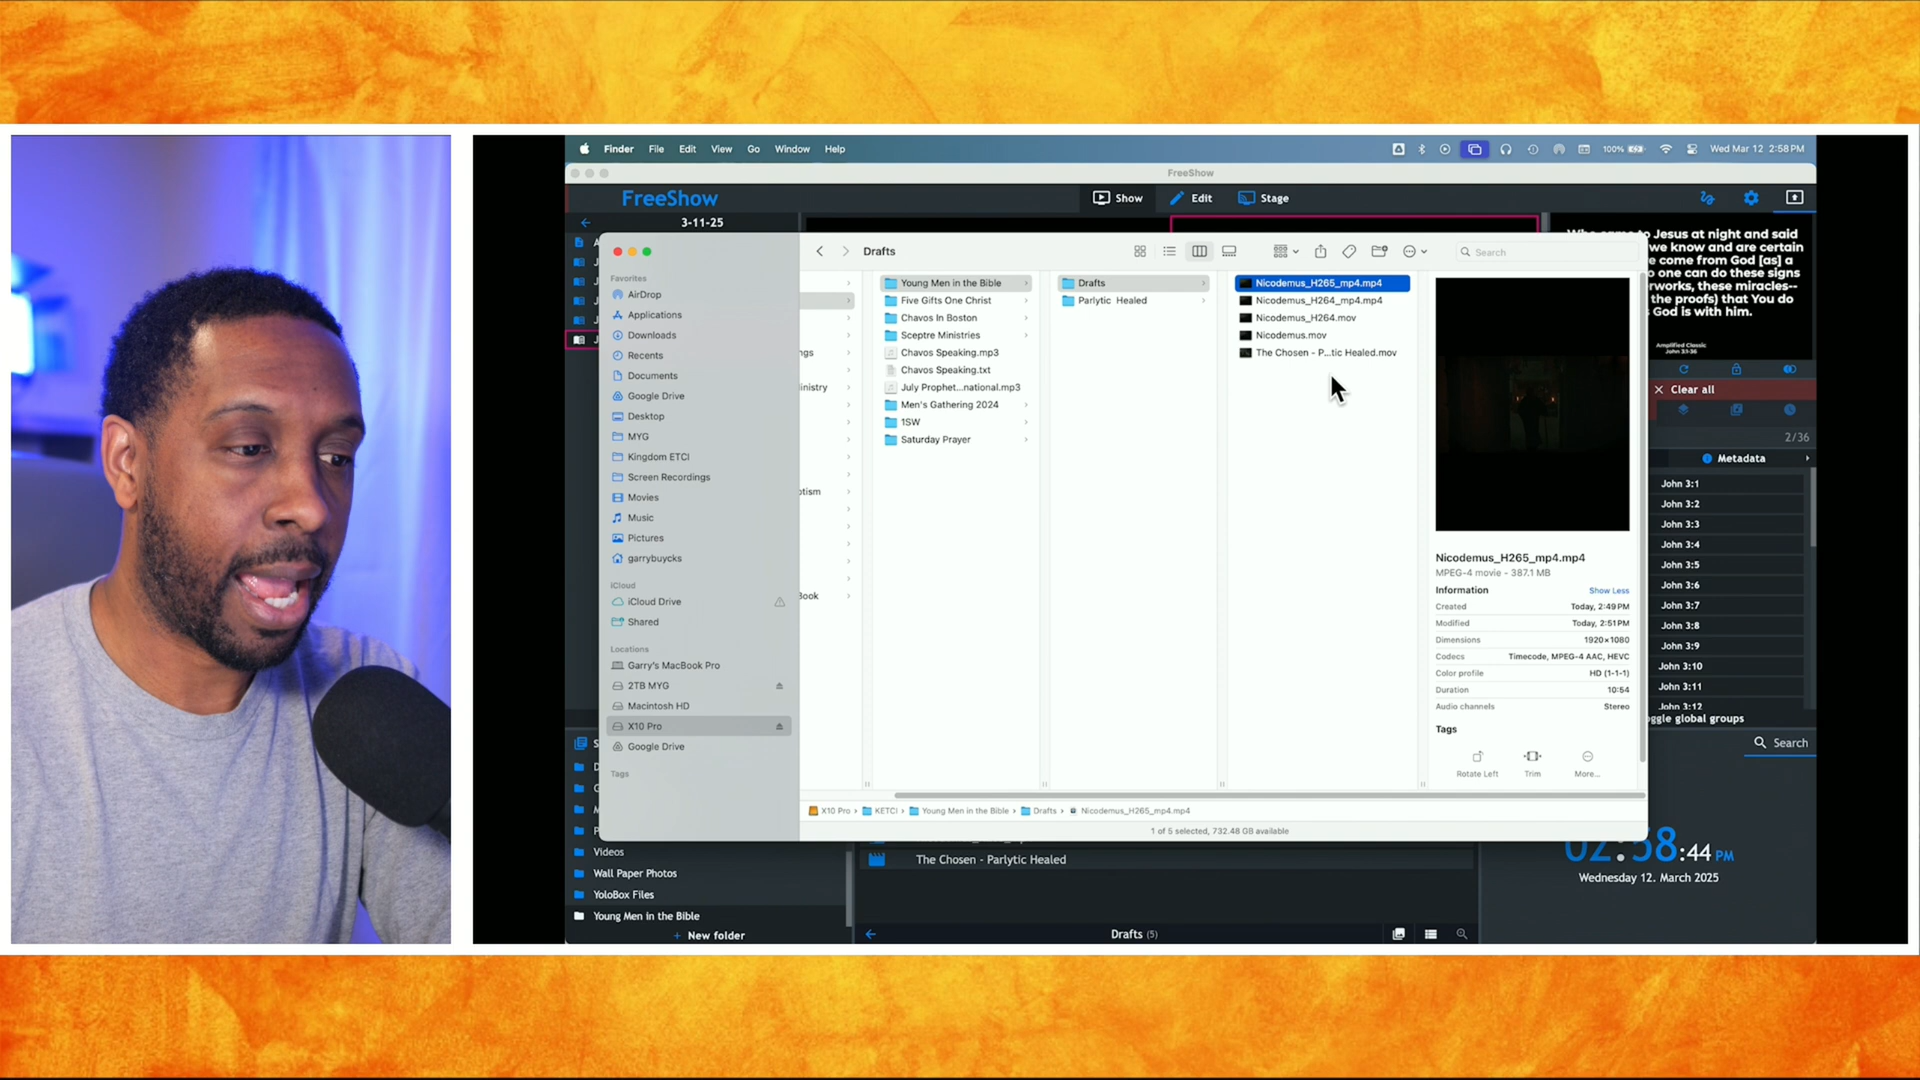 Finder File Edit View Go Window Help
100% Wed Mar 12 2:58 PM
FreeShow
FreeShow
Show Edit Stage
3-11-25
Jesus at night and said
we know and are certain
come from God [as] a
one can do these signs
the proofs) that You do
God is with him.
Amplified Classic
John 3:1-36
Clear all
2/36
Metadata
John 3:1
John 3:2
John 3:3
John 3:4
John 3:5
John 3:6
John 3:7
John 3:8
John 3:9
John 3:10
John 3:11
John 3:12
ggle global groups
Search
Drafts
Search
Favorites
AirDrop
Applications
Downloads
Recents
Documents
Google Drive
Desktop
MYG
Kingdom ETCI
Screen Recordings
Movies
Music
Pictures
garrybuycks
iCloud
iCloud Drive
Shared
Locations
Garry's MacBook Pro
2TB MYG
Macintosh HD
X10 Pro
Google Drive
Tags
ngs
inistry
otism
Book
Young Men in the Bible
Five Gifts One Christ
Chavos In Boston
Sceptre Ministries
Chavos Speaking.mp3
Chavos Speaking.txt
July Prophet...national.mp3
Men's Gathering 2024
1SW
Saturday Prayer
Drafts
Parlytic Healed
Nicodemus_H265_mp4.mp4
Nicodemus_H264_mp4.mp4
Nicodemus_H264.mov
Nicodemus.mov
The Chosen - P...tic Healed.mov
Nicodemus_H265_mp4.mp4
MPEG-4 movie - 387.1 MB
Information Show Less
Created Today, 2:49 PM
Modified Today, 2:51 PM
Dimensions 1920×1080
Codecs Timecode, MPEG-4 AAC, HEVC
Color profile HD (1-1-1)
Duration 10:54
Audio channels Stereo
Tags
Rotate Left Trim More...
X10 Pro › KETCI › Young Men in the Bible › Drafts › Nicodemus_H265_mp4.mp4
1 of 5 selected, 732.48 GB available
Videos
Wall Paper Photos
YoloBox Files
Young Men in the Bible
+ New folder
The Chosen - Parlytic Healed
Drafts (5)
02:58:44 PM
Wednesday 12. March 2025